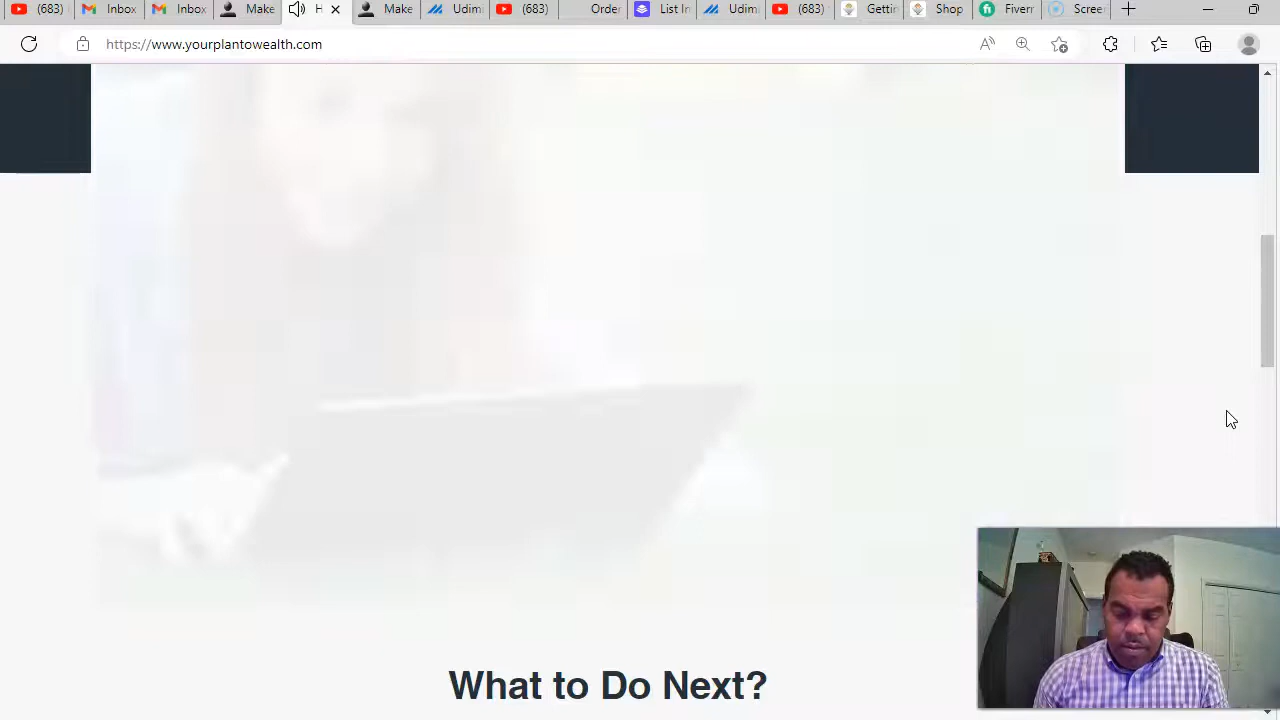 (683)
Inbox
Inbox
Make
H
Make
Udim
(683)
Order
List In
Udim
(683)
Gettin
Shop
Fiverr
Scree
https://www.yourplantowealth.com
What to Do Next?